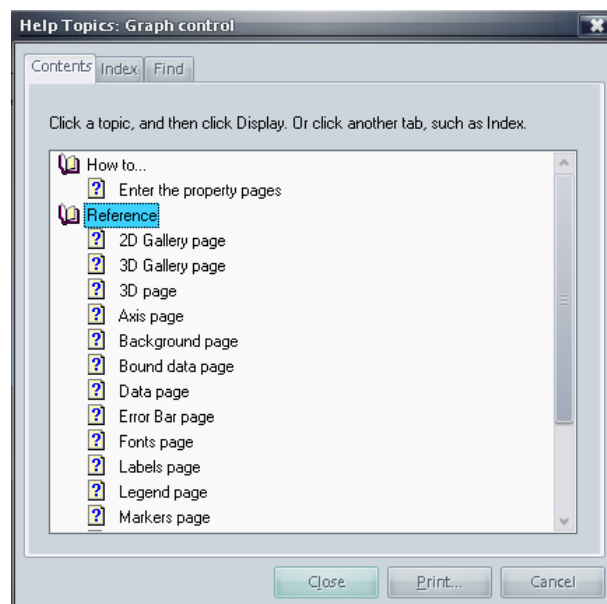 Help Topics: Graph control
Contents Index Find
Click a topic, and then click Display. Or click another tab, such as Index.
How to...
? Enter the property pages
Reference
? 2D Gallery page
? 3D Gallery page
? 3D page
? Axis page
? Background page
? Bound data page
? Data page
? Error Bar page
? Fonts page
? Labels page
? Legend page
? Markers page
Close Print... Cancel